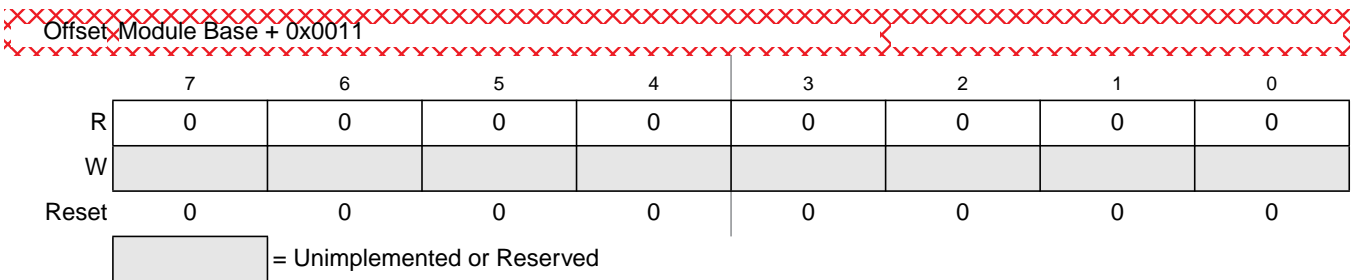 Offset Module Base + 0x0011
7 6 5 4 3 2 1 0
R 0 0 0 0 0 0 0 0
W
Reset 0 0 0 0 0 0 0 0
= Unimplemented or Reserved